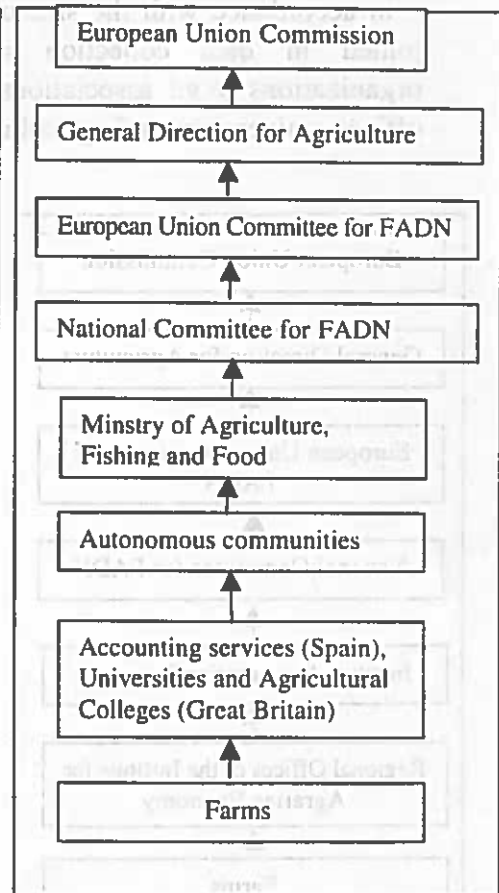 European Union Commission
General Direction for Agriculture
European Union Committee for FADN
National Committee for FADN
Minstry of Agriculture,
Fishing and Food
Autonomous communities
Accounting services (Spain),
Universities and Agricultural
Colleges (Great Britain)
Farms